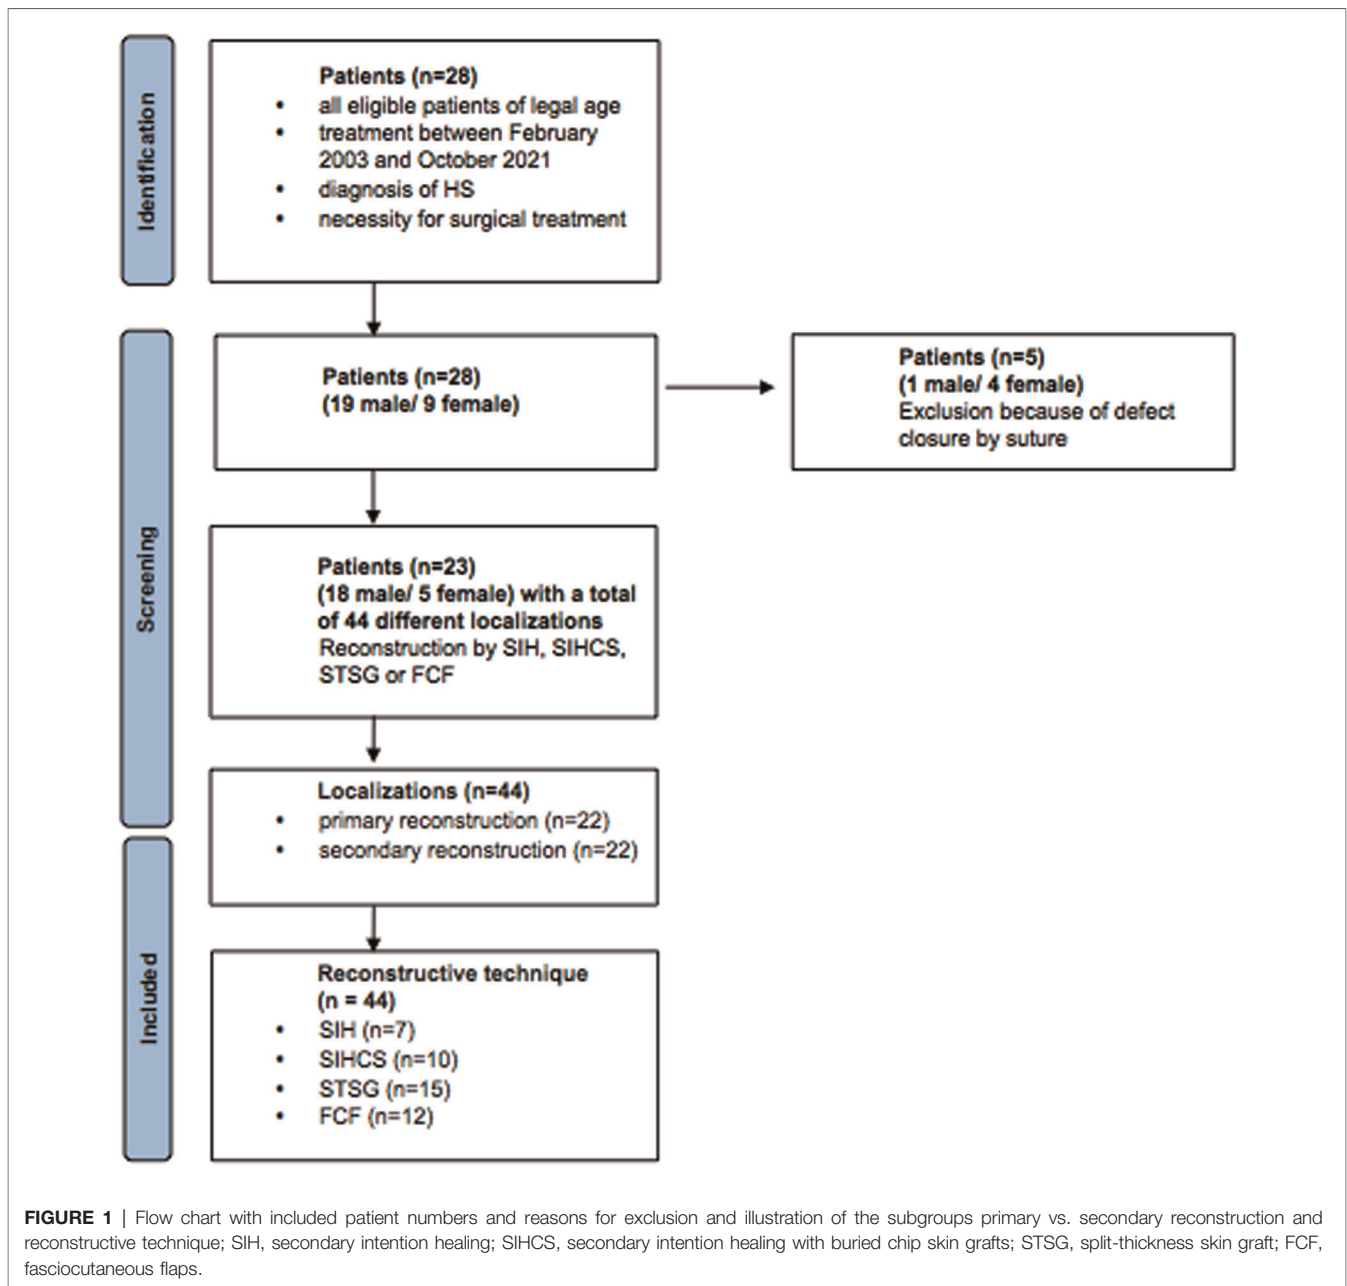 Identification
Patients (n=28)
• all eligible patients of legal age
• treatment between February
2003 and October 2021
• diagnosis of HS
• necessity for surgical treatment
Screening
Patients (n=28)
(19 male/ 9 female)
Patients (n=5)
(1 male/ 4 female)
Exclusion because of defect
closure by suture
Patients (n=23)
(18 male/ 5 female) with a total
of 44 different localizations
Reconstruction by SIH, SIHCS,
STSG or FCF
Localizations (n=44)
• primary reconstruction (n=22)
• secondary reconstruction (n=22)
Included
Reconstructive technique
(n = 44)
• SIH (n=7)
• SIHCS (n=10)
• STSG (n=15)
• FCF (n=12)
FIGURE 1 | Flow chart with included patient numbers and reasons for exclusion and illustration of the subgroups primary vs. secondary reconstruction and
reconstructive technique; SIH, secondary intention healing; SIHCS, secondary intention healing with buried chip skin grafts; STSG, split-thickness skin graft; FCF,
fasciocutaneous flaps.